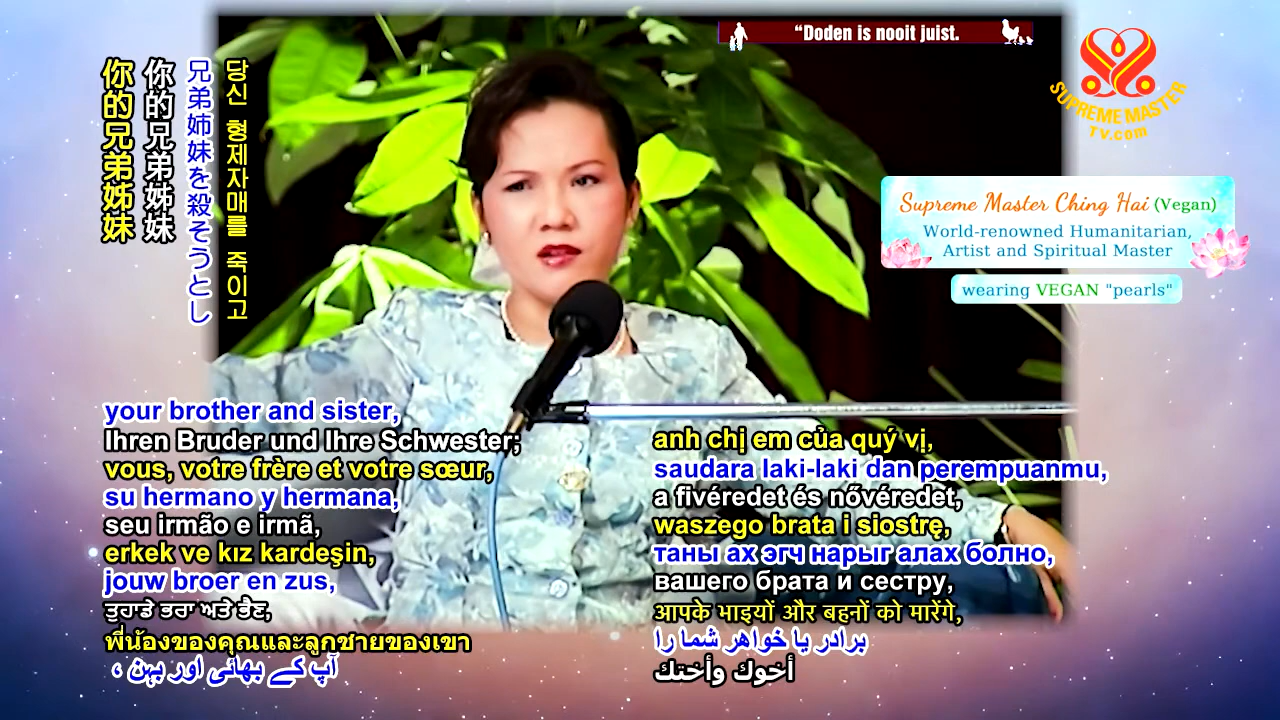 “Doden is nooit juist.
SUPREME MASTER
TV.com
你的兄弟姊妹
你的兄弟姊妹
兄弟姉妹を殺そうとし
당신 형제자매를 죽이고
Supreme Master Ching Hai (Vegan)
World-renowned Humanitarian,
Artist and Spiritual Master
wearing VEGAN "pearls"
your brother and sister,
Ihren Bruder und Ihre Schwester;
vous, votre frère et votre sœur,
su hermano y hermana,
seu irmão e irmã,
erkek ve kız kardeşin,
jouw broer en zus,
ਤੁਹਾਡੇ ਭਰਾ ਅਤੇ ਭੈਣ,
พี่น้องของคุณและลูกชายของเขา
آپ کے بھائی اور بہن ،
anh chị em của quý vị,
saudara laki-laki dan perempuanmu,
a fivéredet és nővéredet,
waszego brata i siostrę,
таны ах эгч нарыг алах болно,
вашего брата и сестру,
आपके भाइयों और बहनों को मारेंगे,
برادر یا خواهر شما را
أخوك وأختك